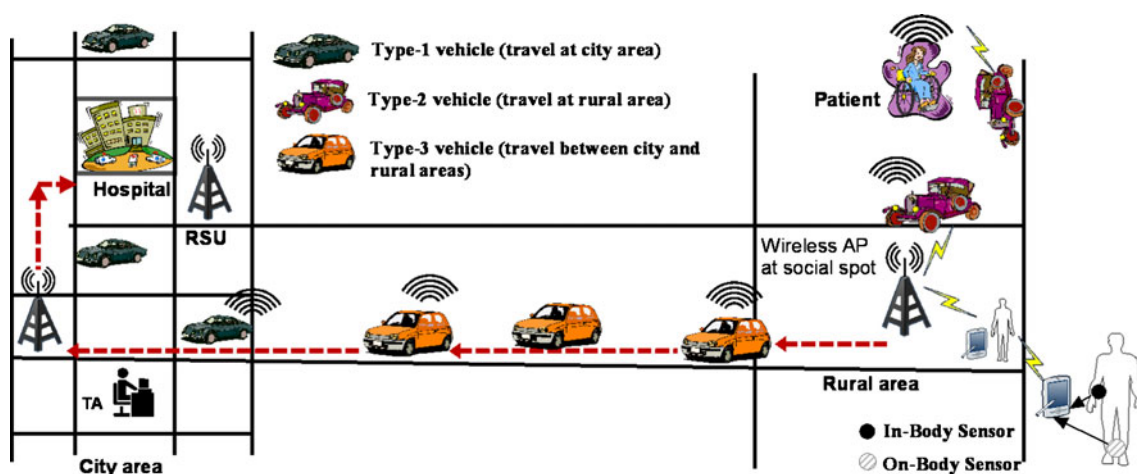 Type-1 vehicle (travel at city area)
Type-2 vehicle (travel at rural area)
Type-3 vehicle (travel between city and
rural areas)
Patient
Hospital
RSU
Wireless AP
at social spot
TA
Rural area
In-Body Sensor
On-Body Sensor
City area